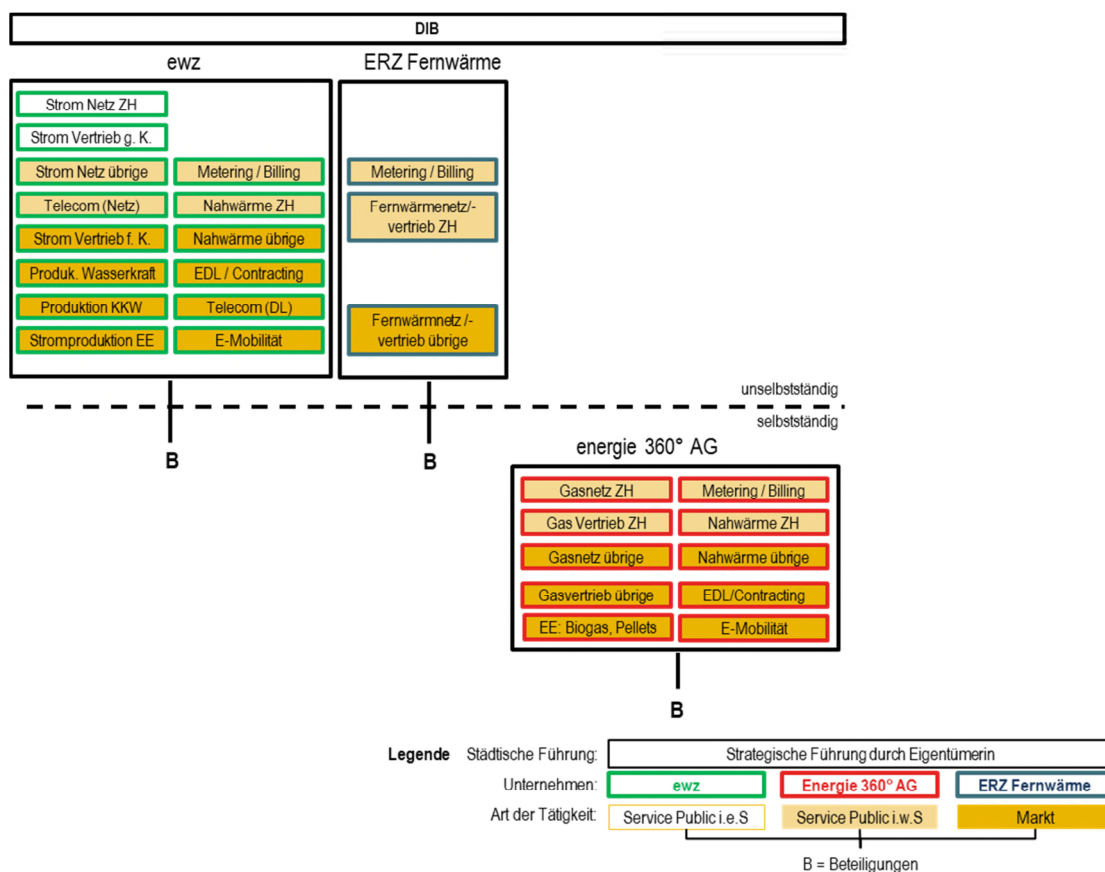 DIB
ewz
ERZ Fernwärme
Strom Netz ZH
Strom Vertrieb g. K.
Strom Netz übrige
Metering / Billing
Metering / Billing
Telecom (Netz)
Nahwärme ZH
Fernwärmenetz/-
vertrieb ZH
Strom Vertrieb f. K.
Nahwärme übrige
Produk. Wasserkraft
EDL / Contracting
Produktion KKW
Telecom (DL)
Fernwärmnetz /-
vertrieb übrige
Stromproduktion EE
E-Mobilität
unselbstständig
selbstständig
B
B
energie 360° AG
Gasnetz ZH
Metering / Billing
Gas Vertrieb ZH
Nahwärme ZH
Gasnetz übrige
Nahwärme übrige
Gasvertrieb übrige
EDL/Contracting
EE: Biogas, Pellets
E-Mobilität
B
Legende Städtische Führung: Strategische Führung durch Eigentümerin
Unternehmen: ewz Energie 360° AG ERZ Fernwärme
Art der Tätigkeit: Service Public i.e.S Service Public i.w.S Markt
B = Beteiligungen